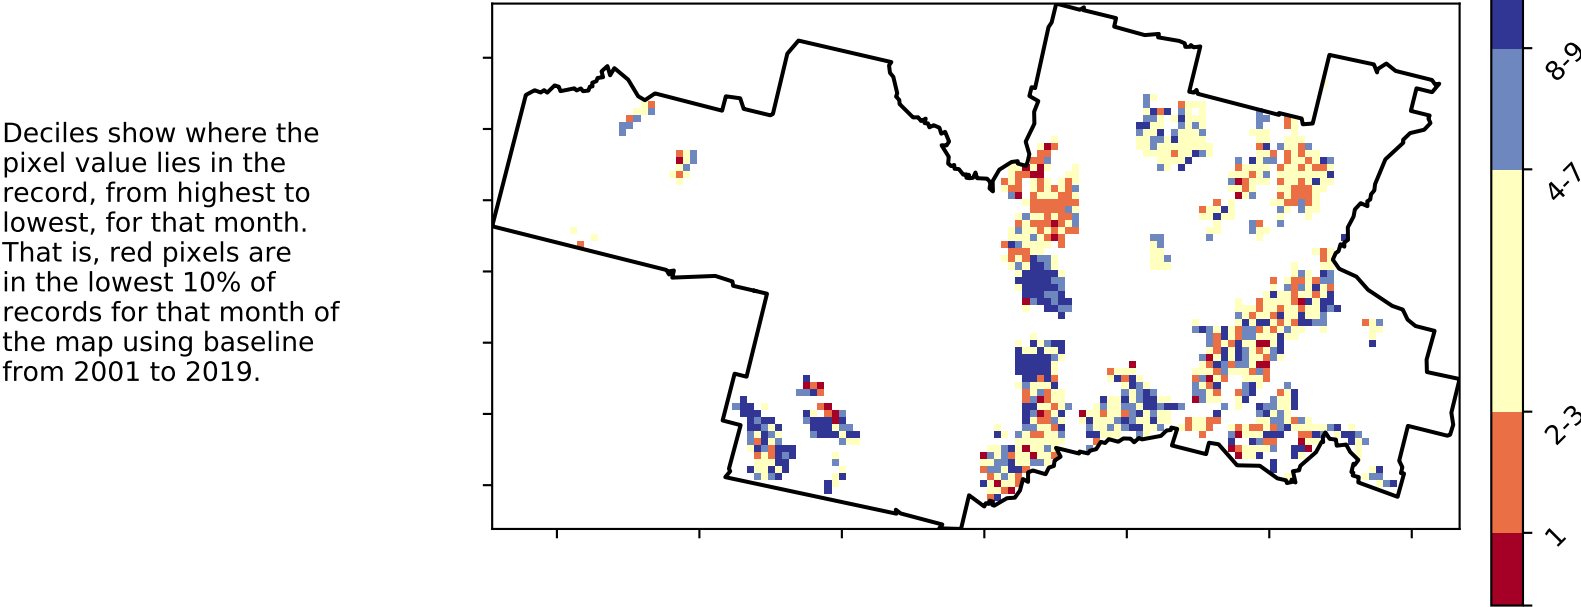 Deciles show where the
pixel value lies in the
record, from highest to
lowest, for that month.
That is, red pixels are
in the lowest 10% of
records for that month of
the map using baseline
from 2001 to 2019.
8-9
4-7
2-3
1